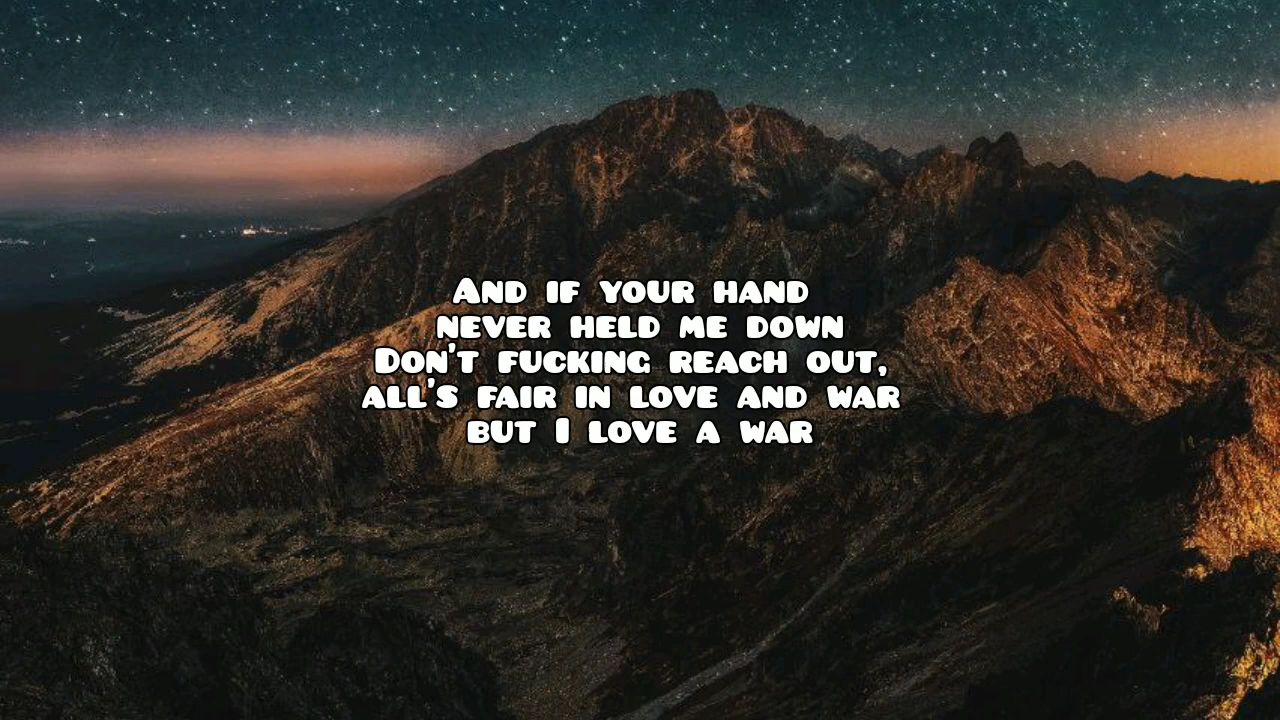 And if your hand
never held me down
Don't fucking reach out,
all's fair in love and war
but I love a war